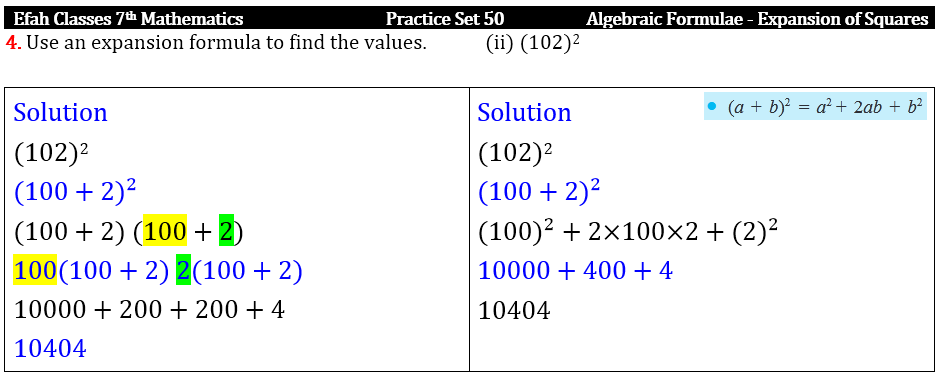 Efah Classes 7th Mathematics Practice Set 50 Algebraic Formulae - Expansion of Squares
4. Use an expansion formula to find the values. (ii) (102)²
Solution
(102)²
(100 + 2)²
(100 + 2) (100 + 2)
100(100 + 2) 2(100 + 2)
10000 + 200 + 200 + 4
10404
Solution
• (a + b)² = a² + 2ab + b²
(102)²
(100 + 2)²
(100)² + 2×100×2 + (2)²
10000 + 400 + 4
10404